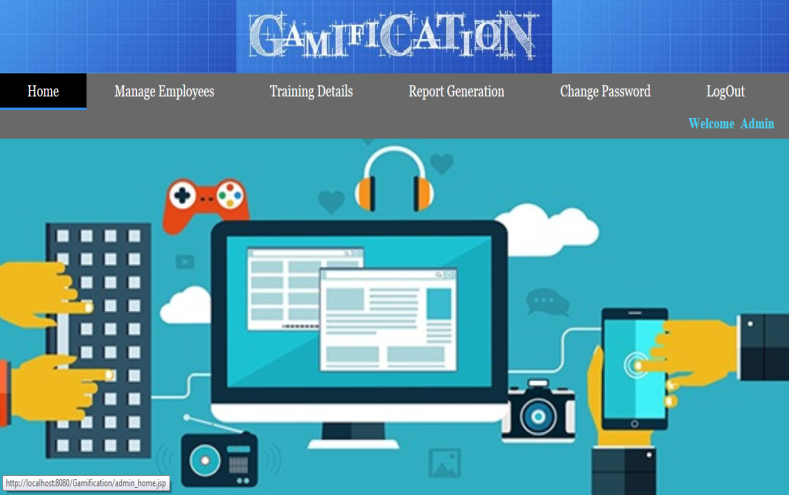 GAMIFICATION
Home Manage Employees Training Details Report Generation Change Password LogOut
Welcome Admin
http://localhost:8080/Gamification/admin_home.jsp